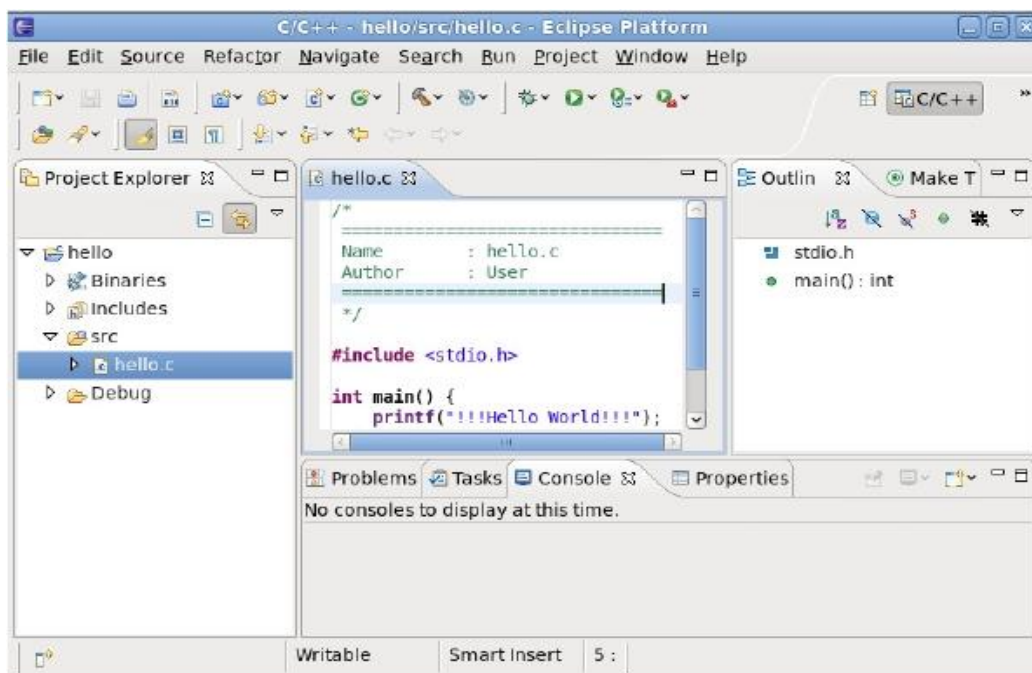 C/C++ - hello/src/hello.c - Eclipse Platform
File Edit Source Refactor Navigate Search Run Project Window Help
C/C++ »
Project Explorer
hello
Binaries
Includes
src
hello.c
Debug
hello.c
/*
==============================
Name : hello.c
Author : User
==============================
*/
#include <stdio.h>
int main() {
printf("!!!Hello World!!!");
Outlin Make T
stdio.h
main() : int
Problems Tasks Console Properties
No consoles to display at this time.
Writable Smart Insert 5 :